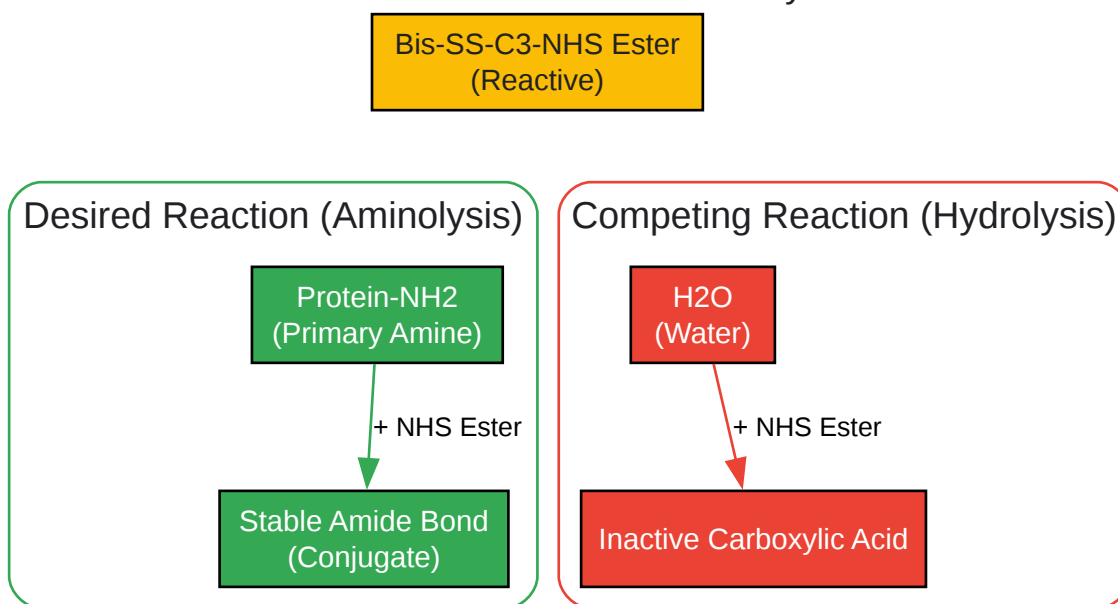 Bis-SS-C3-NHS Ester
(Reactive)
Desired Reaction (Aminolysis)
Protein-NH2
(Primary Amine)
+ NHS Ester
Stable Amide Bond
(Conjugate)
Competing Reaction (Hydrolysis)
H2O
(Water)
+ NHS Ester
Inactive Carboxylic Acid